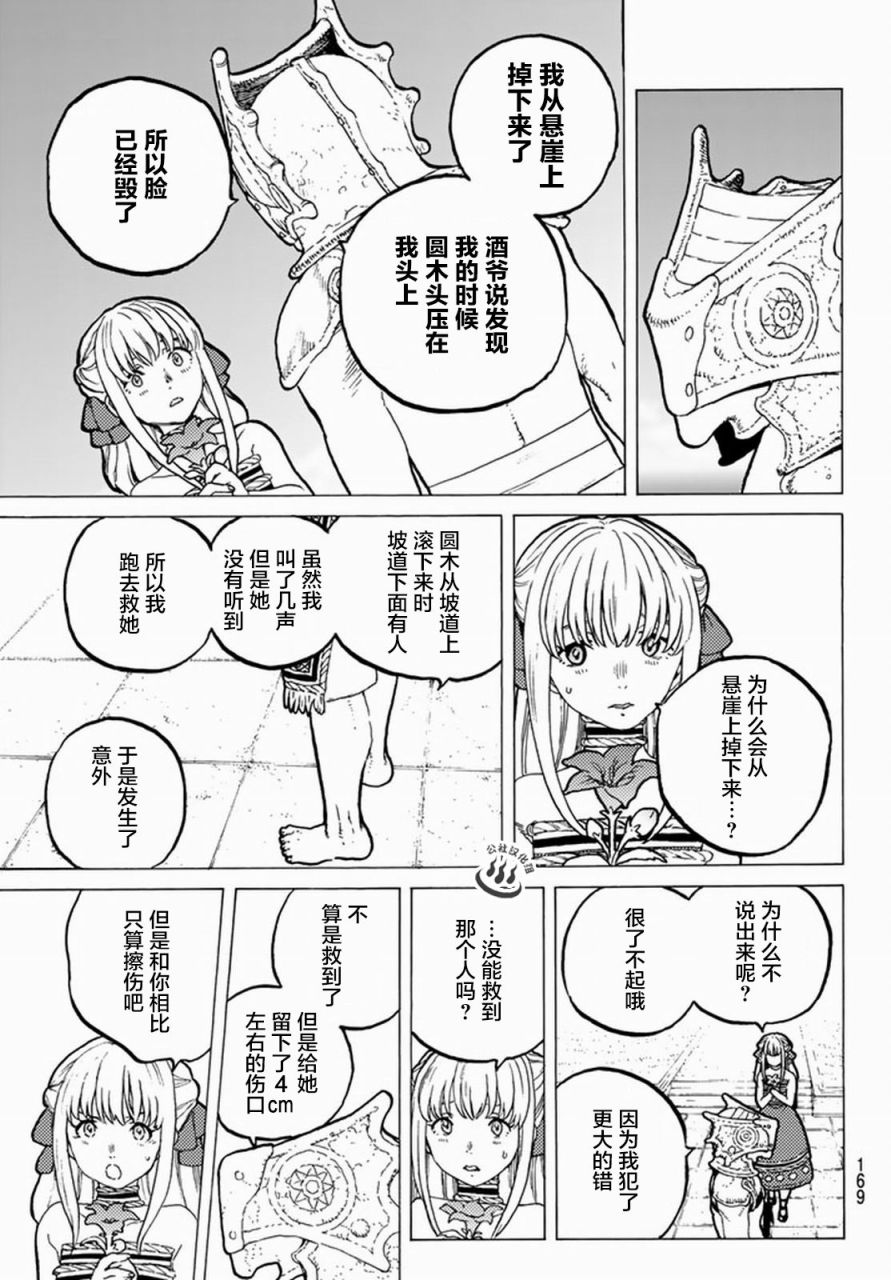 我从悬崖上
掉下来了
酒爷说发现
我的时候
圆木头压在
我头上
所以脸
已经毁了
为什么会从
悬崖上掉
下来…?
圆木从坡道上
滚下来时
坡道下面有人
虽然我
叫了几声
但是她
没有听到
所以我
跑去救她
于是发生了
意外
为什么不
说出来呢?
很了不起哦
因为我犯了
更大的错
…没能救到
那个人吗?
不
算是救到了
但是给她
留下了4cm
左右的伤口
但是和你相比
只算擦伤吧
公社汉化组
169